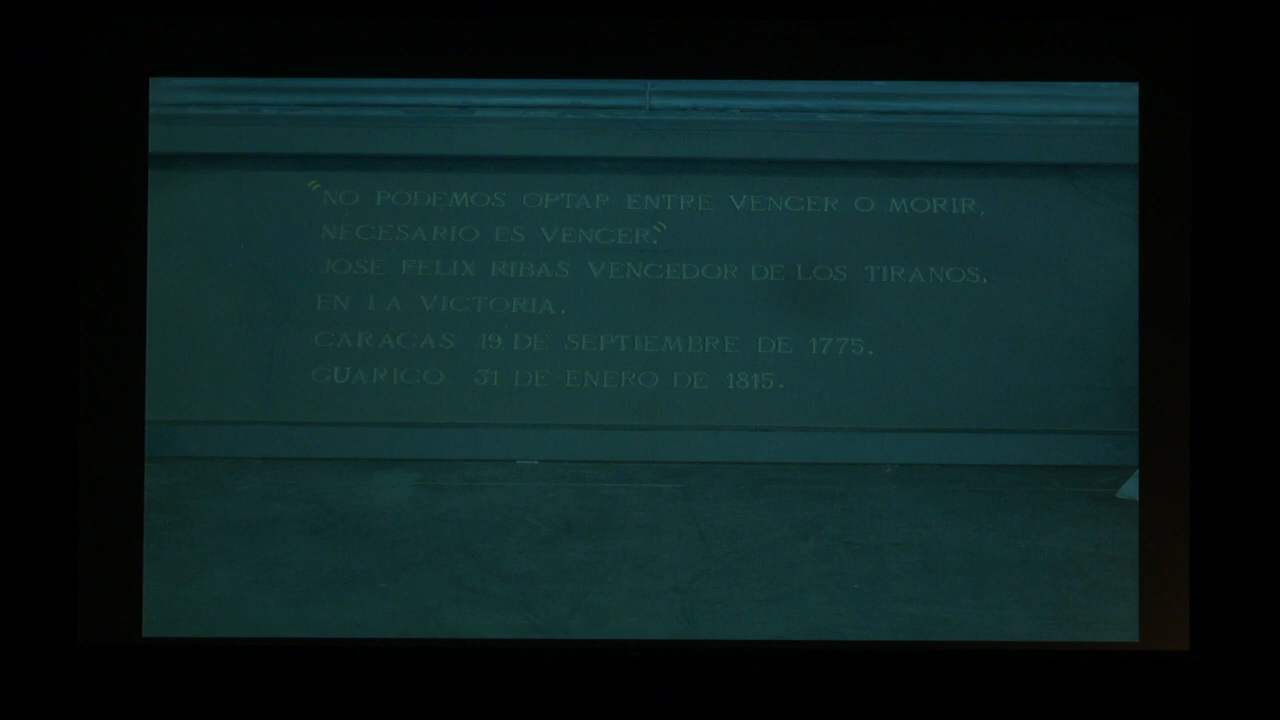 “NO PODEMOS OPTAR ENTRE VENCER O MORIR,
NECESARIO ES VENCER.”
JOSE FELIX RIBAS VENCEDOR DE LOS TIRANOS,
EN LA VICTORIA.
CARACAS 19 DE SEPTIEMBRE DE 1775.
GUARICO 31 DE ENERO DE 1815.